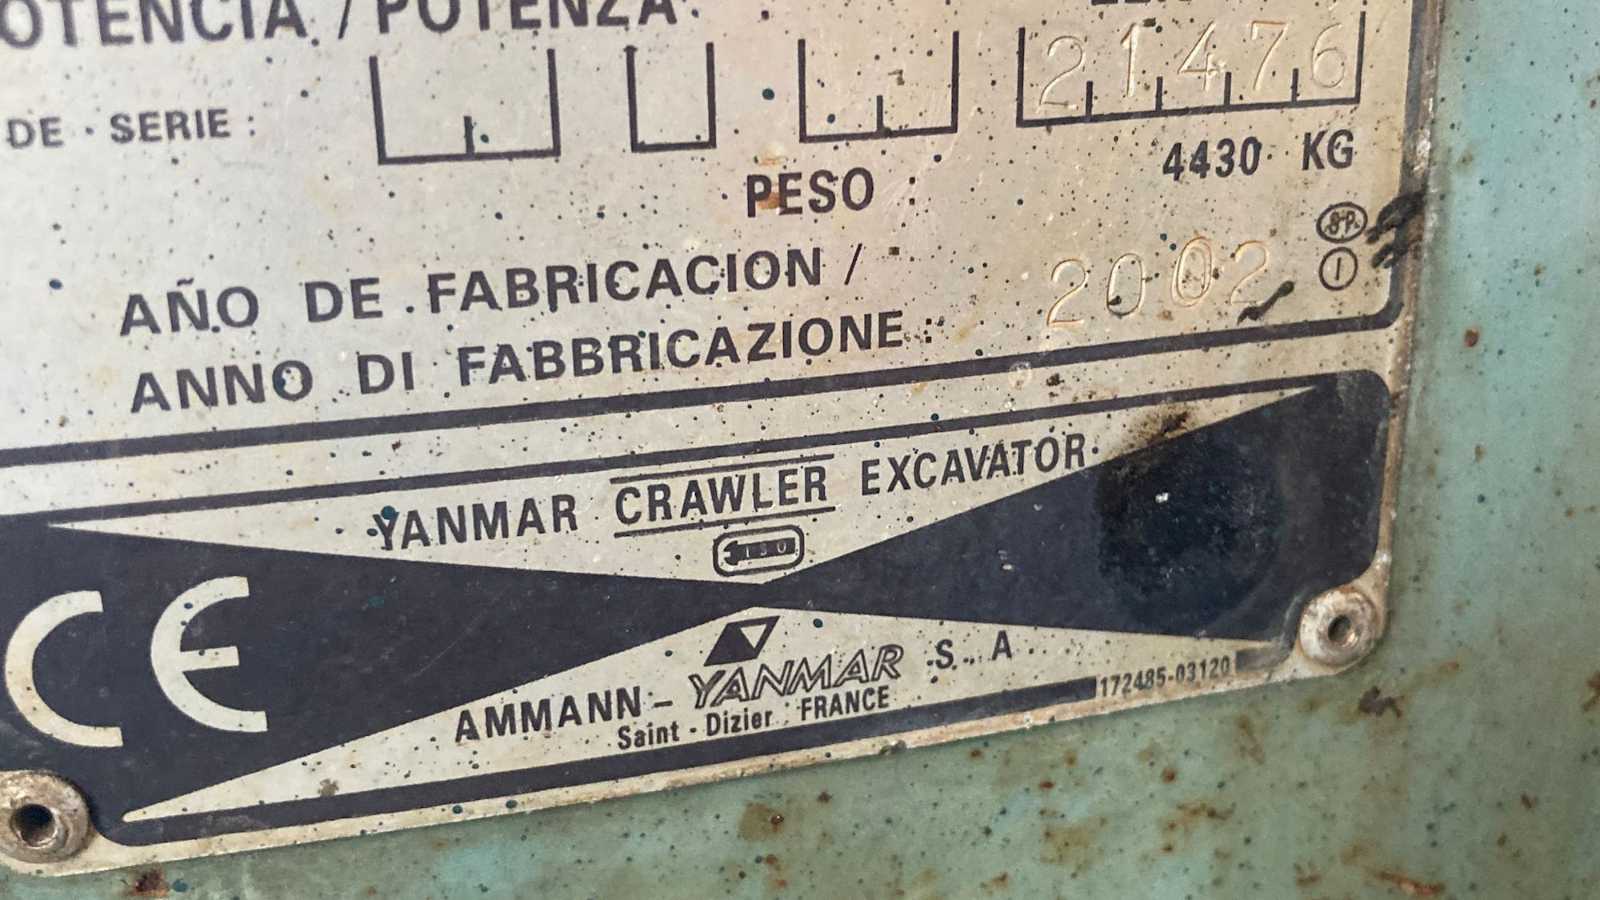 OTENCIA / POTENZA
DE SERIE : 21476
PESO : 4430 KG
AÑO DE FABRICACION /
ANNO DI FABBRICAZIONE : 2002
YANMAR CRAWLER EXCAVATOR
CE
AMMANN-YANMAR S.A
Saint-Dizier FRANCE
172485-03120